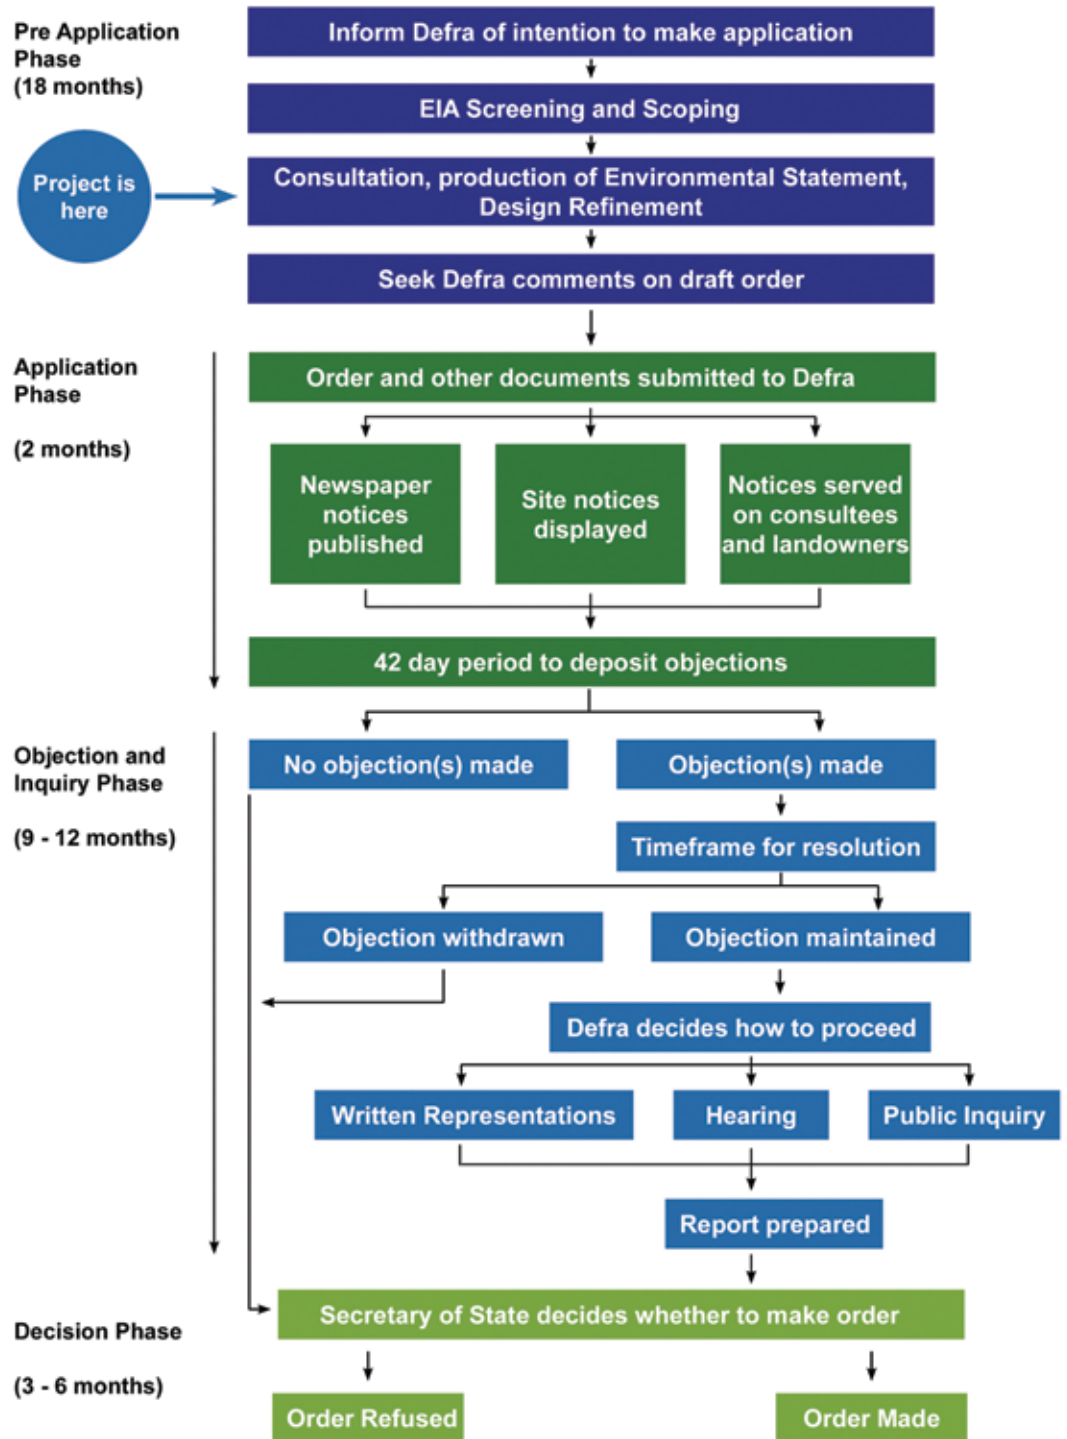 Pre Application
Phase
(18 months)
Inform Defra of intention to make application
EIA Screening and Scoping
Project is
here
Consultation, production of Environmental Statement,
Design Refinement
Seek Defra comments on draft order
Application
Phase
(2 months)
Order and other documents submitted to Defra
Newspaper
notices
published
Site notices
displayed
Notices served
on consultees
and landowners
42 day period to deposit objections
Objection and
Inquiry Phase
(9 - 12 months)
No objection(s) made
Objection(s) made
Timeframe for resolution
Objection withdrawn
Objection maintained
Defra decides how to proceed
Written Representations
Hearing
Public Inquiry
Report prepared
Decision Phase
(3 - 6 months)
Secretary of State decides whether to make order
Order Refused
Order Made